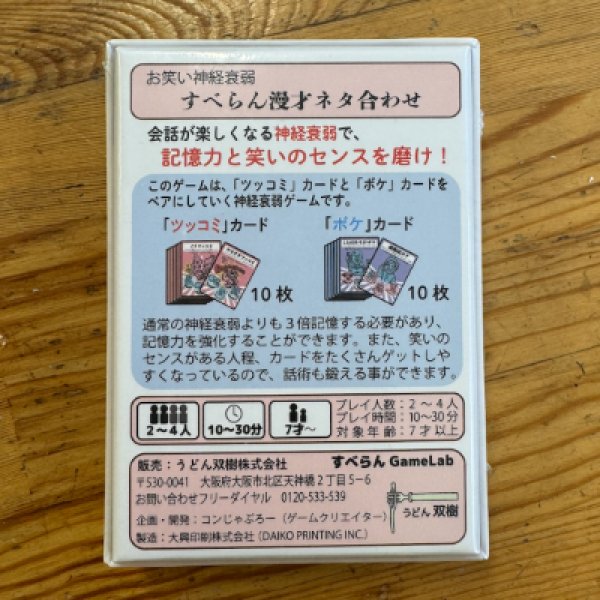 お笑い神経衰弱
すべらん漫才ネタ合わせ
会話が楽しくなる神経衰弱で、
記憶力と笑いのセンスを磨け！
このゲームは、「ツッコミ」カードと「ボケ」カードを
ペアにしていく神経衰弱ゲームです。
「ツッコミ」カード
「ボケ」カード
10枚
10枚
通常の神経衰弱よりも３倍記憶する必要があり、
記憶力を強化することができます。また、笑いの
センスがある人程、カードをたくさんゲットしや
すくなっているので、話術も鍛える事ができます。
2〜4人
10〜30分
7才〜
プレイ人数：２〜４人
プレイ時間：10〜30分
対象年齢：７才以上
販売：うどん双樹株式会社
すべらん GameLab
〒530-0041 大阪府大阪市北区天神橋２丁目５−６
お問い合わせフリーダイヤル 0120-533-539
うどん 双樹
企画・開発：コンじゃぶろー（ゲームクリエイター）
製造：大興印刷株式会社（DAIKO PRINTING INC.）